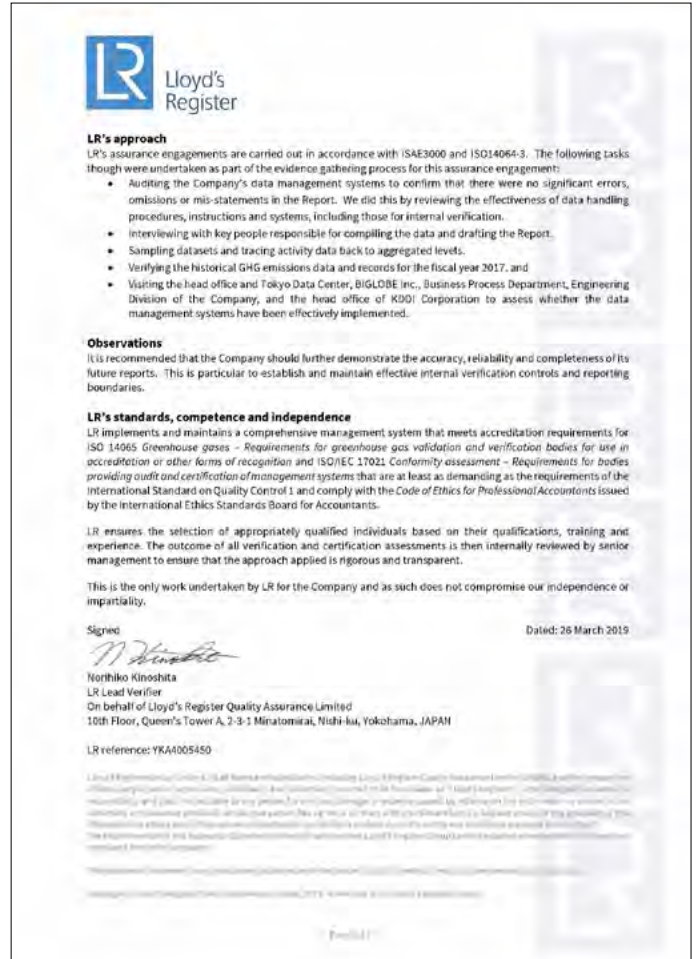 LR
Lloyd's
Register
LR's approach
LR's assurance engagements are carried out in accordance with ISAE3000 and ISO14064-3. The following tasks
though were undertaken as part of the evidence gathering process for this assurance engagement:
• Auditing the Company's data management systems to confirm that there were no significant errors,
omissions or mis-statements in the Report. We did this by reviewing the effectiveness of data handling
procedures, instructions and systems, including those for internal verification.
• Interviewing with key people responsible for compiling the data and drafting the Report.
• Sampling datasets and tracing activity data back to aggregated levels.
• Verifying the historical GHG emissions data and records for the fiscal year 2017, and
• Visiting the head office and Tokyo Data Center, BIGLOBE Inc., Business Process Department, Engineering
Division of the Company, and the head office of KDDI Corporation to assess whether the data
management systems have been effectively implemented.
Observations
It is recommended that the Company should further demonstrate the accuracy, reliability and completeness of its
future reports. This is particular to establish and maintain effective internal verification controls and reporting
boundaries.
LR's standards, competence and independence
LR implements and maintains a comprehensive management system that meets accreditation requirements for
ISO 14065 Greenhouse gases – Requirements for greenhouse gas validation and verification bodies for use in
accreditation or other forms of recognition and ISO/IEC 17021 Conformity assessment – Requirements for bodies
providing audit and certification of management systems that are at least as demanding as the requirements of the
International Standard on Quality Control 1 and comply with the Code of Ethics for Professional Accountants issued
by the International Ethics Standards Board for Accountants.
LR ensures the selection of appropriately qualified individuals based on their qualifications, training and
experience. The outcome of all verification and certification assessments is then internally reviewed by senior
management to ensure that the approach applied is rigorous and transparent.
This is the only work undertaken by LR for the Company and as such does not compromise our independence or
impartiality.
Signed Dated: 26 March 2019
N Kinoshita
Norihiko Kinoshita
LR Lead Verifier
On behalf of Lloyd's Register Quality Assurance Limited
10th Floor, Queen's Tower A, 2-3-1 Minatomirai, Nishi-ku, Yokohama, JAPAN
LR reference: YKA4005450